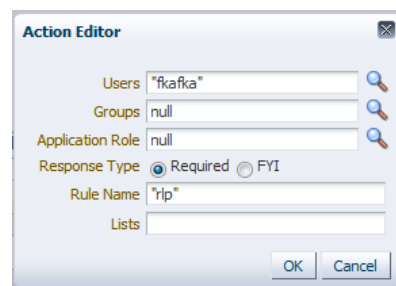 Action Editor
Users "fkafka"
Groups null
Application Role null
Response Type Required FYI
Rule Name "rlp"
Lists
OK Cancel